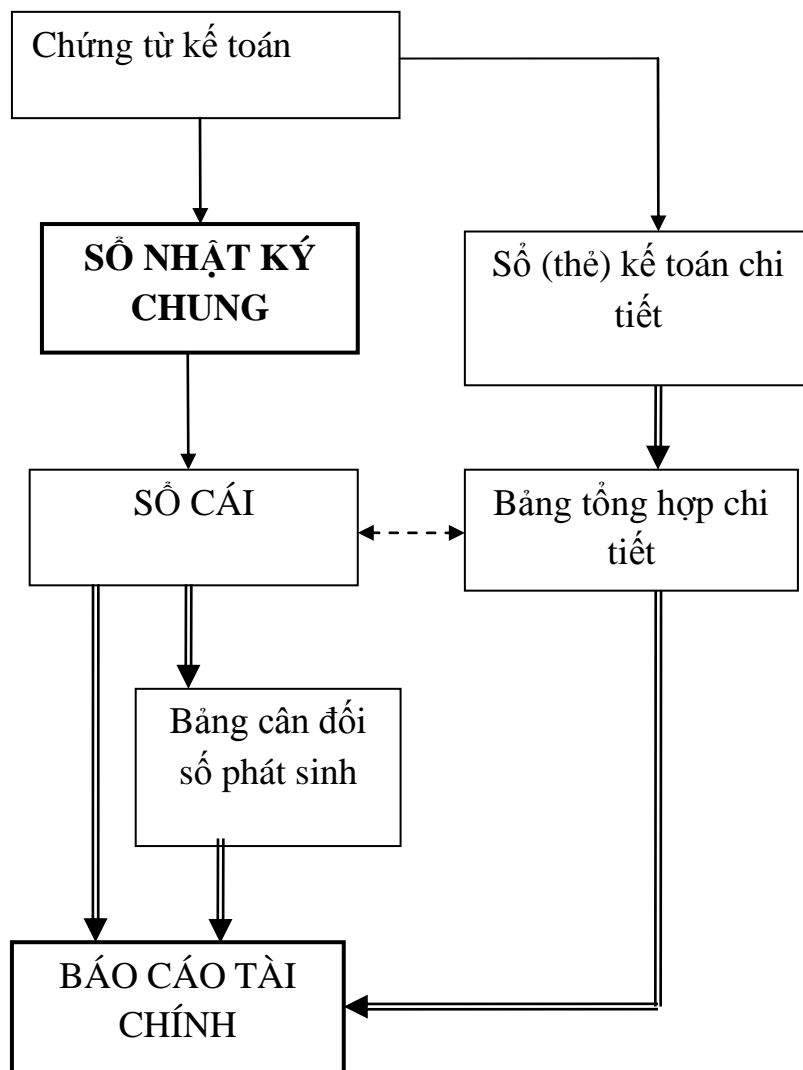 Chứng từ kế toán
SỔ NHẬT KÝ
CHUNG
Sổ (thẻ) kế toán chi
tiết
SỔ CÁI
Bảng tổng hợp chi
tiết
Bảng cân đối
số phát sinh
BÁO CÁO TÀI
CHÍNH